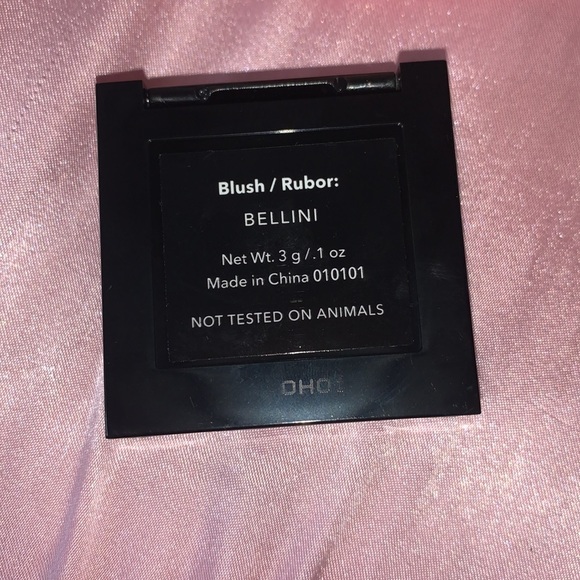 Blush / Rubor:
BELLINI
Net Wt. 3 g / .1 oz
Made in China 010101
NOT TESTED ON ANIMALS